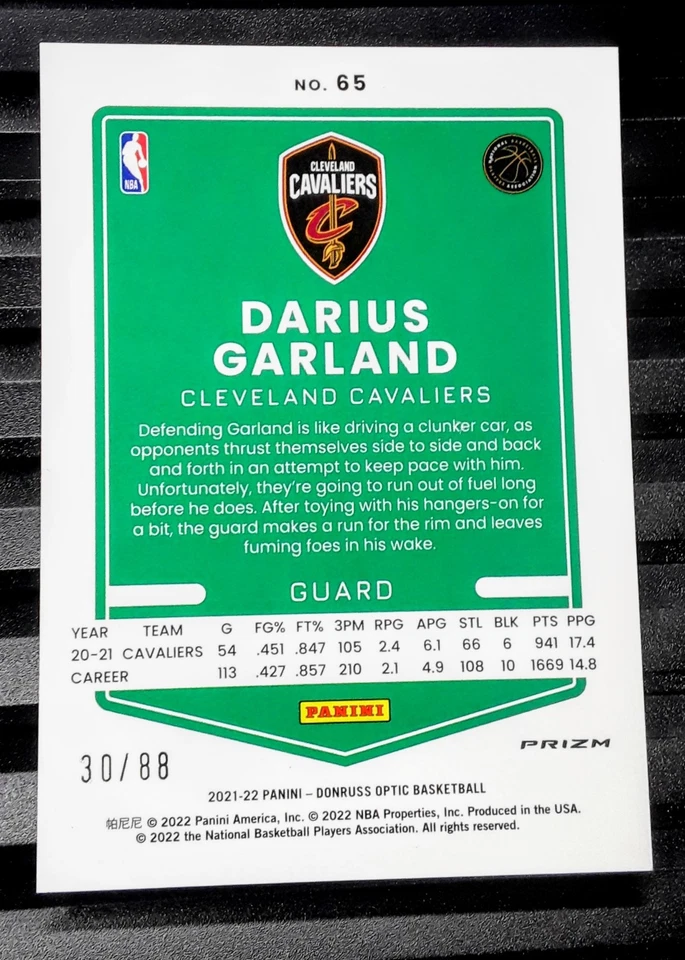 NO. 65
NBA
CLEVELAND
CAVALIERS
NATIONAL BASKETBALL
PLAYERS ASSOCIATION
DARIUS
GARLAND
CLEVELAND CAVALIERS
Defending Garland is like driving a clunker car, as
opponents thrust themselves side to side and back
and forth in an attempt to keep pace with him.
Unfortunately, they're going to run out of fuel long
before he does. After toying with his hangers-on for
a bit, the guard makes a run for the rim and leaves
fuming foes in his wake.
GUARD
YEAR TEAM G FG% FT% 3PM RPG APG STL BLK PTS PPG
20-21 CAVALIERS 54 .451 .847 105 2.4 6.1 66 6 941 17.4
CAREER 113 .427 .857 210 2.1 4.9 108 10 1669 14.8
PANINI
PRIZM
30/88
2021-22 PANINI – DONRUSS OPTIC BASKETBALL
帕尼尼 © 2022 Panini America, Inc. © 2022 NBA Properties, Inc. Produced in the USA.
© 2022 the National Basketball Players Association. All rights reserved.